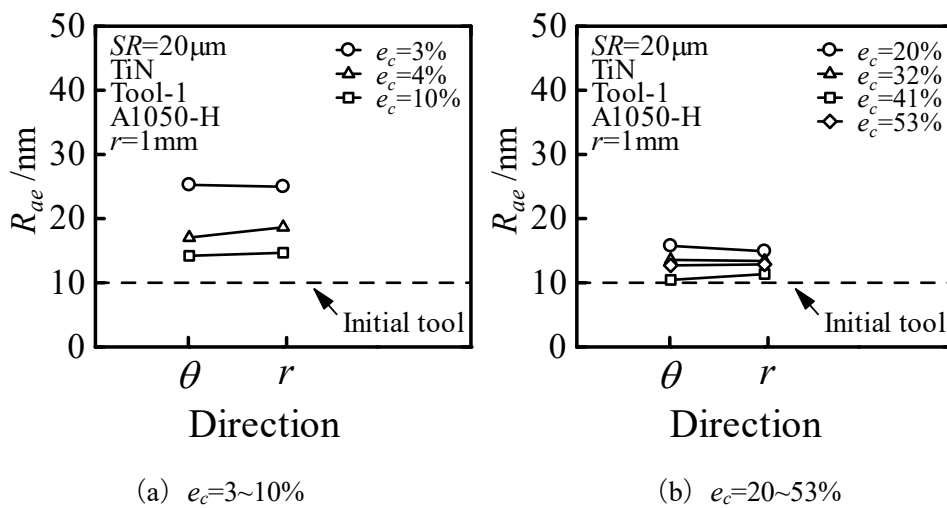 50
40
30
20
10
0
R_ae /nm
SR=20μm
TiN
Tool-1
A1050-H
r=1mm
e_c=3%
e_c=4%
e_c=10%
Initial tool
θ r
Direction
(a) e_c=3~10%
50
40
30
20
10
0
R_ae /nm
SR=20μm
TiN
Tool-1
A1050-H
r=1mm
e_c=20%
e_c=32%
e_c=41%
e_c=53%
Initial tool
θ r
Direction
(b) e_c=20~53%